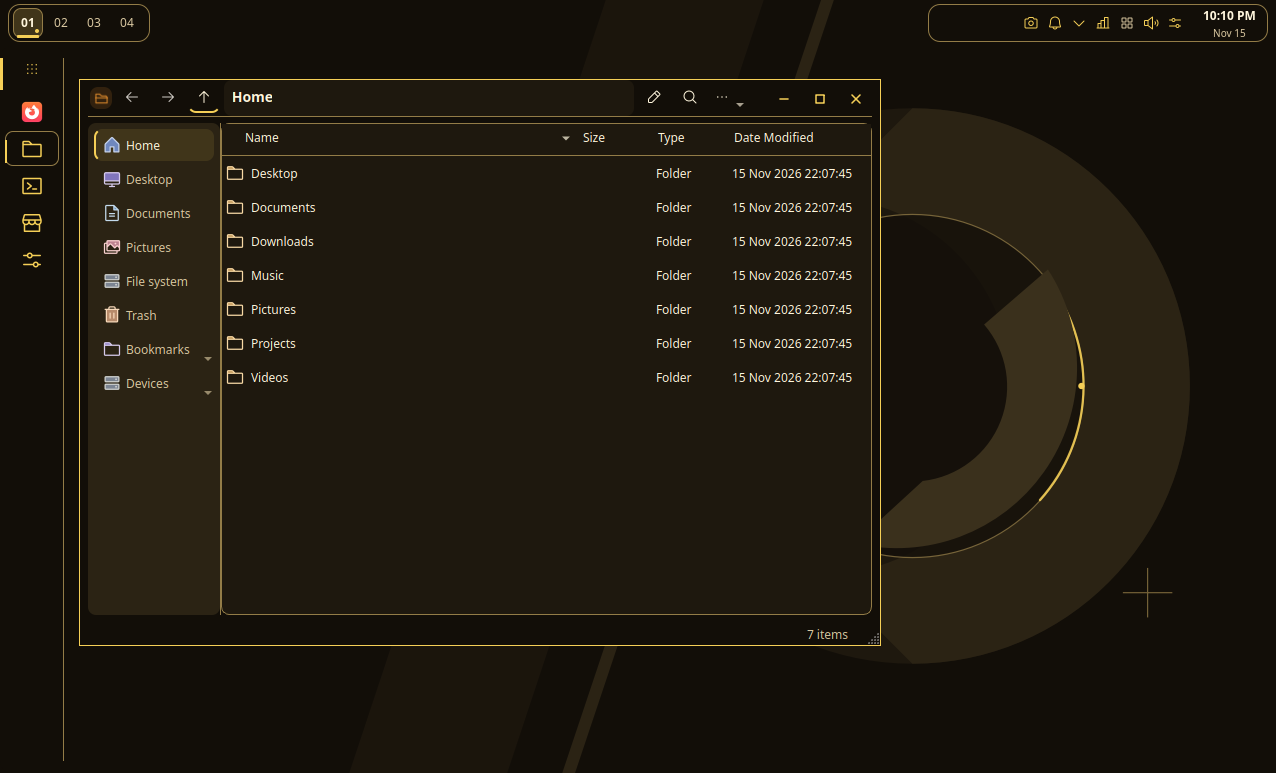 01 02 03 04
10:10 PM
Nov 15
Home
Name Size Type Date Modified
Home
Desktop
Documents
Pictures
File system
Trash
Bookmarks
Devices
Desktop Folder 15 Nov 2026 22:07:45
Documents Folder 15 Nov 2026 22:07:45
Downloads Folder 15 Nov 2026 22:07:45
Music Folder 15 Nov 2026 22:07:45
Pictures Folder 15 Nov 2026 22:07:45
Projects Folder 15 Nov 2026 22:07:45
Videos Folder 15 Nov 2026 22:07:45
7 items